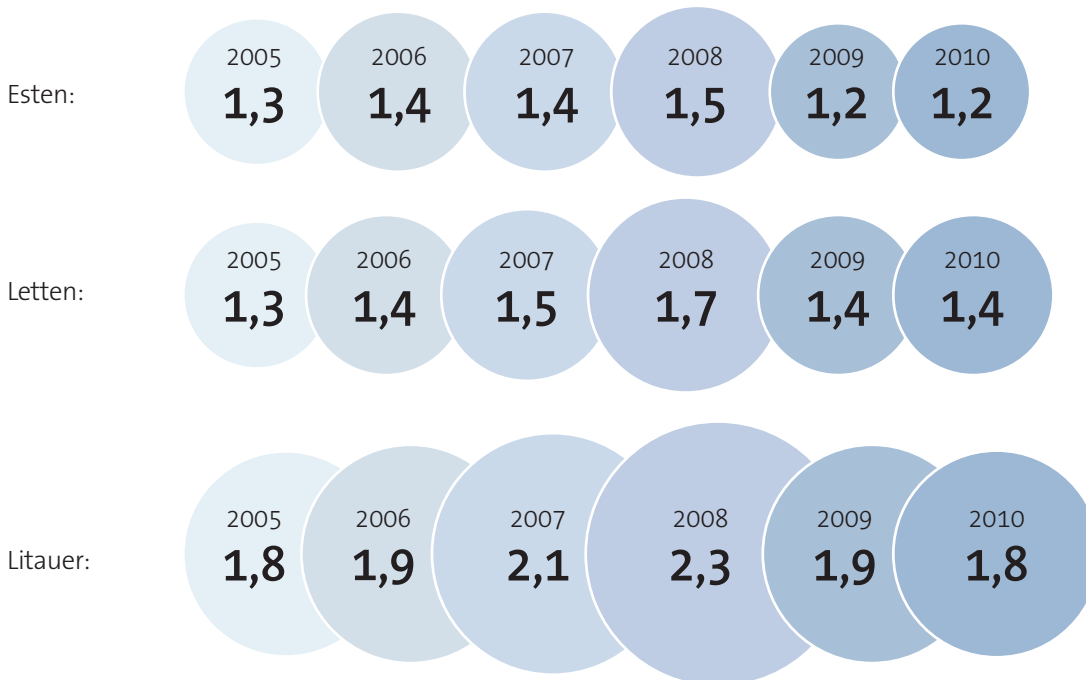 2005 2006 2007 2008 2009 2010
Esten: 1,3 1,4 1,4 1,5 1,2 1,2
2005 2006 2007 2008 2009 2010
Letten: 1,3 1,4 1,5 1,7 1,4 1,4
2005 2006 2007 2008 2009 2010
Litauer: 1,8 1,9 2,1 2,3 1,9 1,8